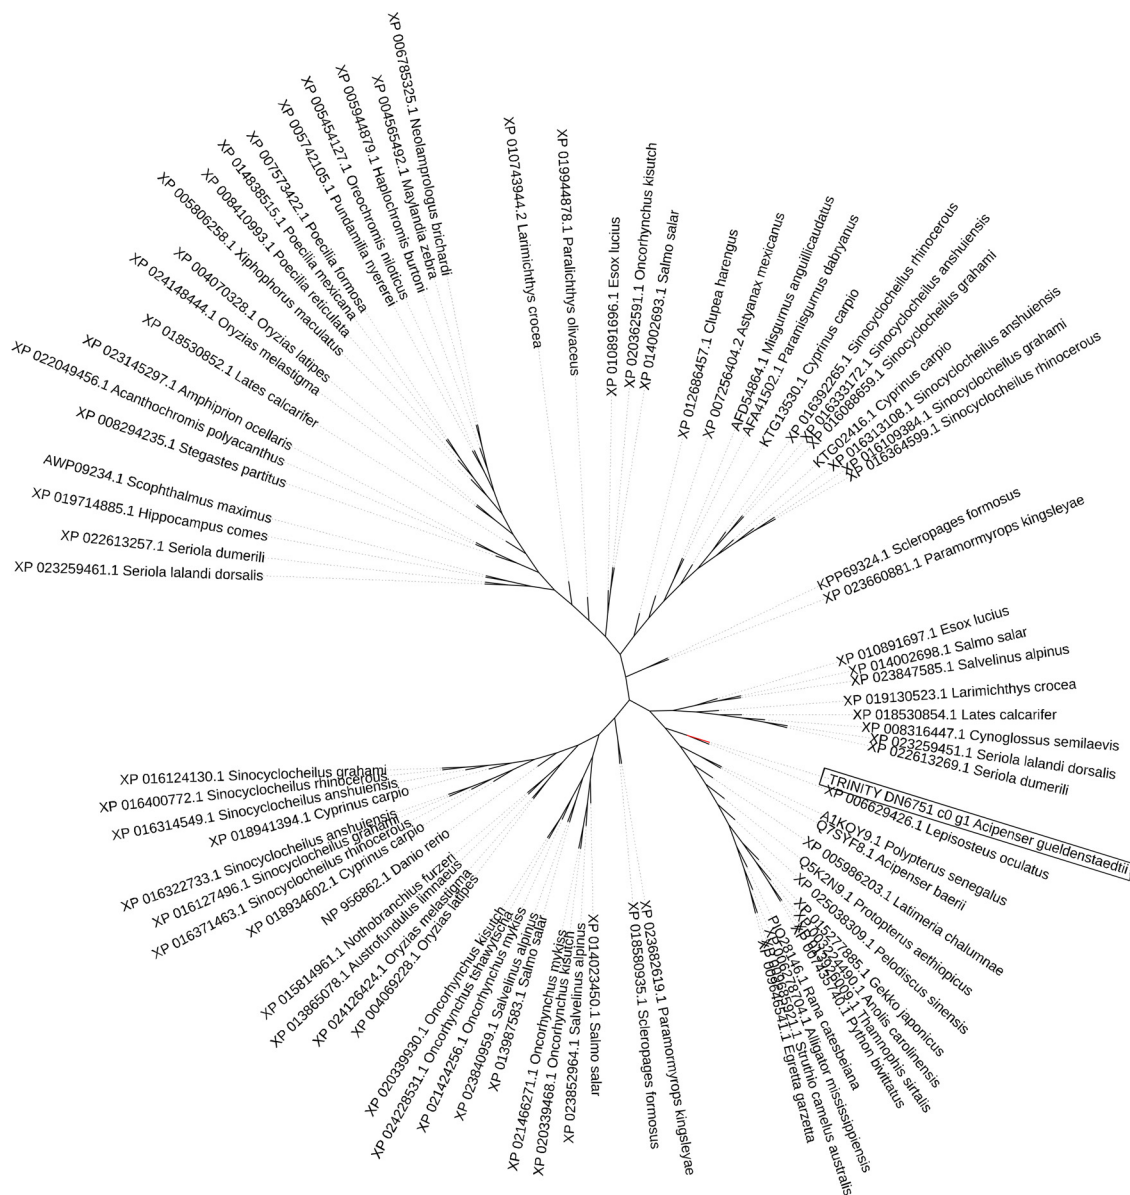 XP 006785325.1 Neolamprologus brichardi
XP 004565492.1 Maylandia zebra
XP 005944879.1 Haplochromis burtoni
XP 005454127.1 Oreochromis niloticus
XP 005742105.1 Pundamilia nyererei
XP 007573422.1 Poecilia formosa
XP 014838515.1 Poecilia mexicana
XP 008410993.1 Poecilia reticulata
XP 005806258.1 Xiphophorus maculatus
XP 004070328.1 Oryzias latipes
XP 024148444.1 Oryzias melastigma
XP 018530852.1 Lates calcarifer
XP 023145297.1 Amphiprion ocellaris
XP 022049456.1 Acanthochromis polyacanthus
XP 008294235.1 Stegastes partitus
AWP09234.1 Scophthalmus maximus
XP 019714885.1 Hippocampus comes
XP 022613257.1 Seriola dumerili
XP 023259461.1 Seriola lalandi dorsalis
XP 010743944.2 Larimichthys crocea
XP 019944878.1 Paralichthys olivaceus
XP 010891696.1 Esox lucius
XP 020362591.1 Oncorhynchus kisutch
XP 014002693.1 Salmo salar
XP 012686457.1 Clupea harengus
XP 007256404.2 Astyanax mexicanus
AFD54864.1 Misgurnus anguillicaudatus
AFA41502.1 Paramisgurnus dabryanus
KTG13530.1 Cyprinus carpio
XP 016392265.1 Sinocyclocheilus rhinocerous
XP 016333172.1 Sinocyclocheilus anshuiensis
XP 016088659.1 Sinocyclocheilus grahami
KTG02416.1 Cyprinus carpio
XP 016313108.1 Sinocyclocheilus anshuiensis
XP 016109384.1 Sinocyclocheilus grahami
XP 016364599.1 Sinocyclocheilus rhinocerous
KPP69324.1 Scleropages formosus
XP 023660881.1 Paramormyrops kingsleyae
XP 010891697.1 Esox lucius
XP 014002698.1 Salmo salar
XP 023847585.1 Salvelinus alpinus
XP 019130523.1 Larimichthys crocea
XP 018530854.1 Lates calcarifer
XP 008316447.1 Cynoglossus semilaevis
XP 023259451.1 Seriola lalandi dorsalis
XP 022613269.1 Seriola dumerili
TRINITY DN6751 c0 g1 Acipenser gueldenstaedtii
XP 006629426.1 Lepisosteus oculatus
A1KQY9.1 Polypterus senegalus
Q7SYF8.1 Acipenser baerii
XP 005986203.1 Latimeria chalumnae
Q5K2N9.1 Protopterus aethiopicus
XP 025038309.1 Pelodiscus sinensis
XP 015277885.1 Gekko japonicus
XP 003224490.1 Anolis carolinensis
Thamnophis sirtalis
XP 007435740.1 Python bivittatus
PIO28146.1 Rana catesbeiana
XP 006278704.1 Alligator mississippiensis
Struthio camelus australis
XP 009646541.1 Egretta garzetta
XP 023682619.1 Paramormyrops kingsleyae
XP 018580935.1 Scleropages formosus
XP 014023450.1 Salmo salar
XP 023852964.1 Salvelinus alpinus
XP 020339468.1 Oncorhynchus kisutch
XP 021466271.1 Oncorhynchus mykiss
XP 013987583.1 Salmo salar
XP 023840959.1 Salvelinus alpinus
XP 021424256.1 Oncorhynchus mykiss
XP 024228531.1 Oncorhynchus tshawytscha
XP 020339930.1 Oncorhynchus kisutch
XP 004069228.1 Oryzias latipes
XP 024126424.1 Oryzias melastigma
XP 013865078.1 Austrofundulus limnaeus
XP 015814961.1 Nothobranchius furzeri
NP 956862.1 Danio rerio
XP 018934602.1 Cyprinus carpio
XP 016371463.1 Sinocyclocheilus rhinocerous
XP 016127496.1 Sinocyclocheilus grahami
XP 016322733.1 Sinocyclocheilus anshuiensis
XP 018941394.1 Cyprinus carpio
XP 016314549.1 Sinocyclocheilus anshuiensis
XP 016400772.1 Sinocyclocheilus rhinocerous
XP 016124130.1 Sinocyclocheilus grahami